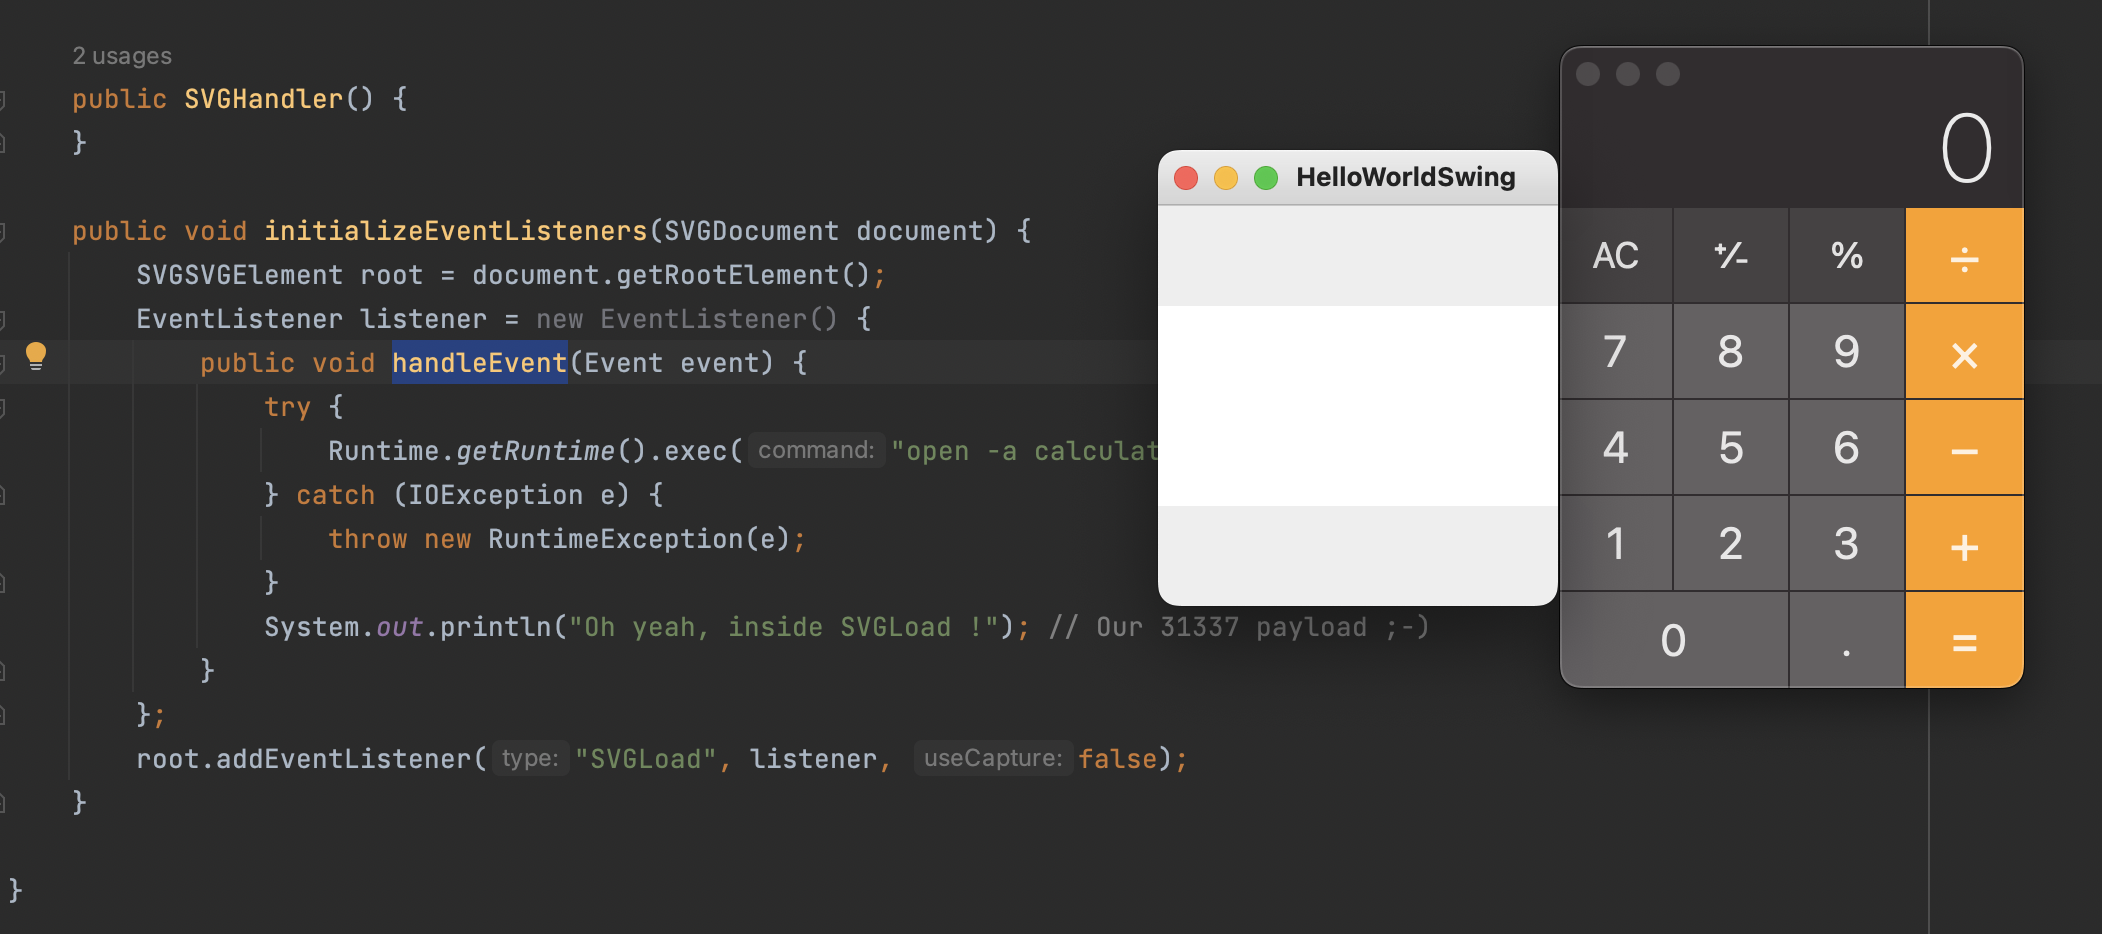 2 usages
public SVGHandler() {
}
public void initializeEventListeners(SVGDocument document) {
SVGSVGElement root = document.getRootElement();
EventListener listener = new EventListener() {
public void handleEvent(Event event) {
try {
Runtime.getRuntime().exec( command: "open -a calculat
} catch (IOException e) {
throw new RuntimeException(e);
}
System.out.println("Oh yeah, inside SVGLoad !"); // Our 31337 payload ;-)
}
};
root.addEventListener( type: "SVGLoad", listener, useCapture: false);
}
}
HelloWorldSwing
0
AC +/- % ÷
7 8 9 ×
4 5 6 −
1 2 3 +
0 . =